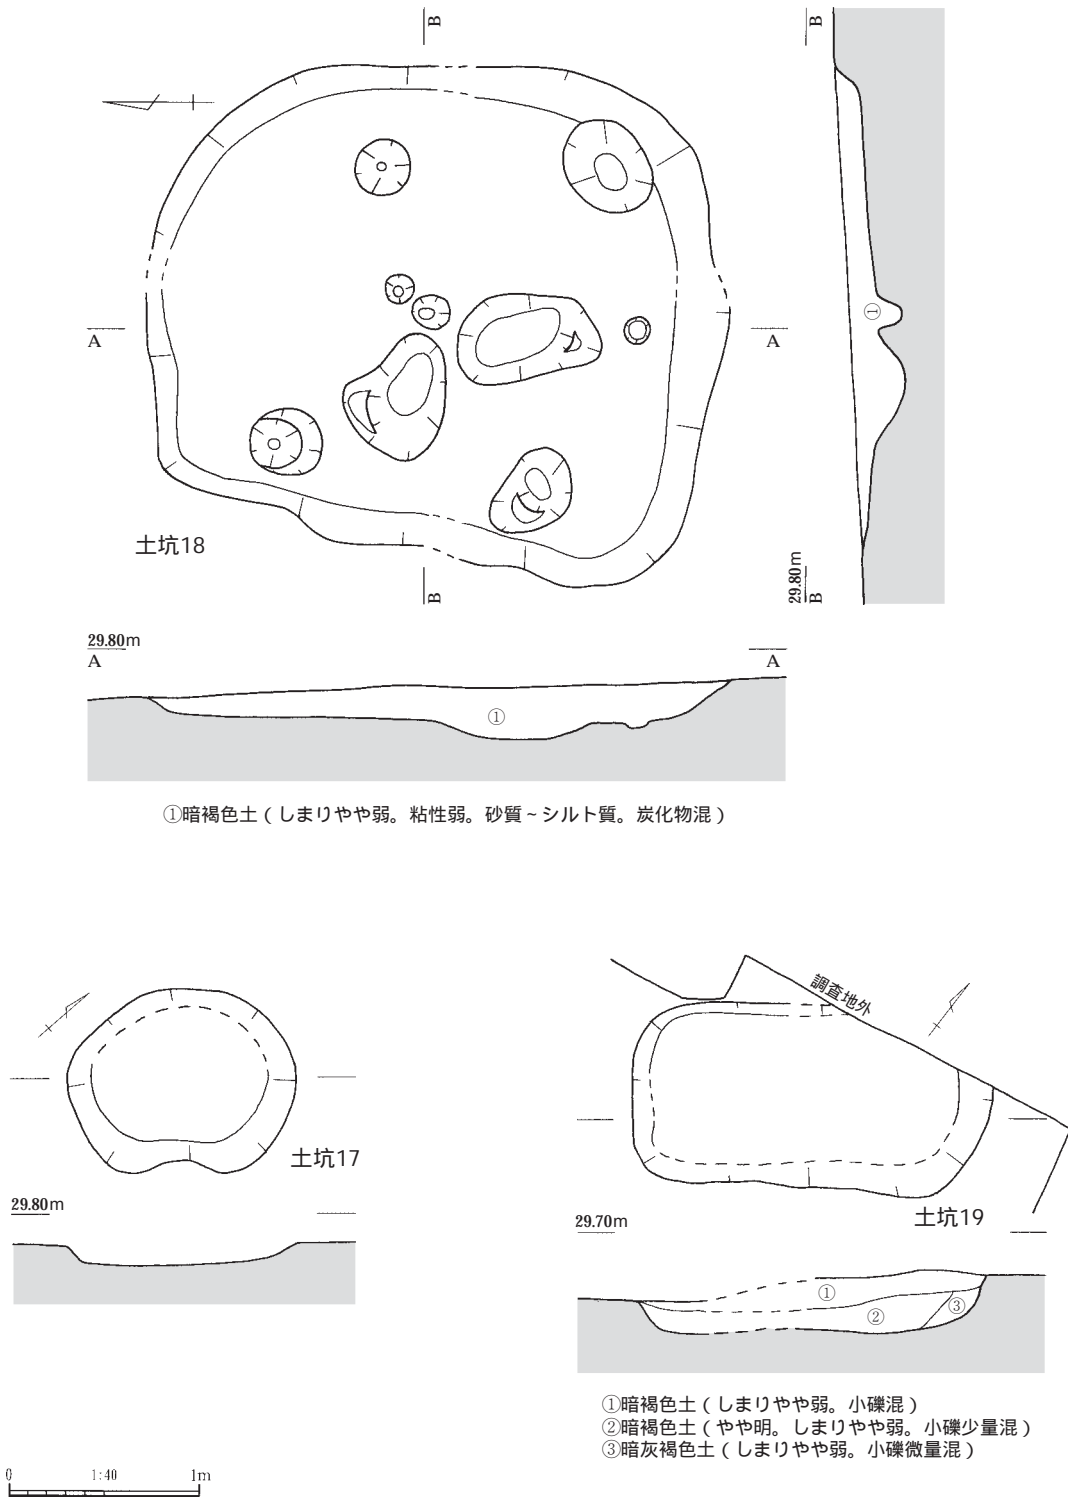 B
B
A
A
①
土坑18
B
29.80m
B
29.80m
A
A
①
①暗褐色土（しまりやや弱。粘性弱。砂質～シルト質。炭化物混）
調査地外
土坑17
29.80m
土坑19
29.70m
①
②
③
①暗褐色土（しまりやや弱。小礫混）
②暗褐色土（やや明。しまりやや弱。小礫少量混）
③暗灰褐色土（しまりやや弱。小礫微量混）
0 1:40 1m